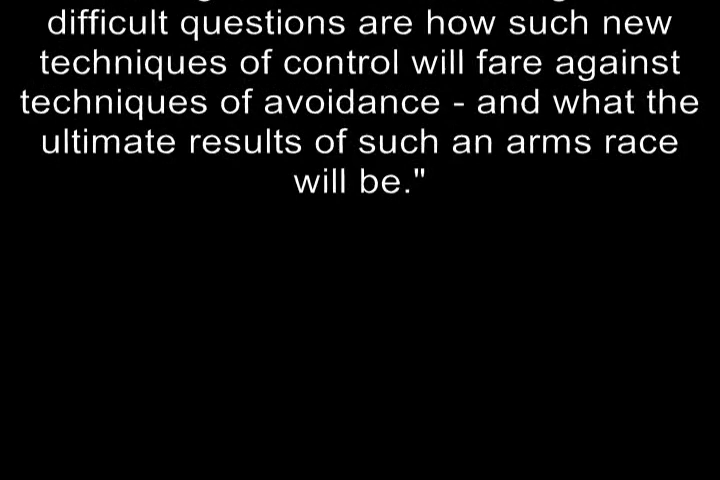 difficult questions are how such new
techniques of control will fare against
techniques of avoidance - and what the
ultimate results of such an arms race
will be."